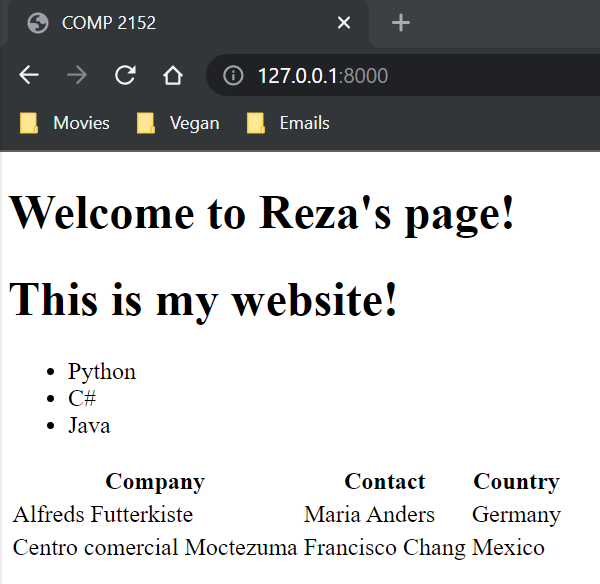 COMP 2152
127.0.0.1:8000
Movies Vegan Emails
Welcome to Reza's page!
This is my website!
Python
C#
Java
Company Contact Country
Alfreds Futterkiste Maria Anders Germany
Centro comercial Moctezuma Francisco Chang Mexico